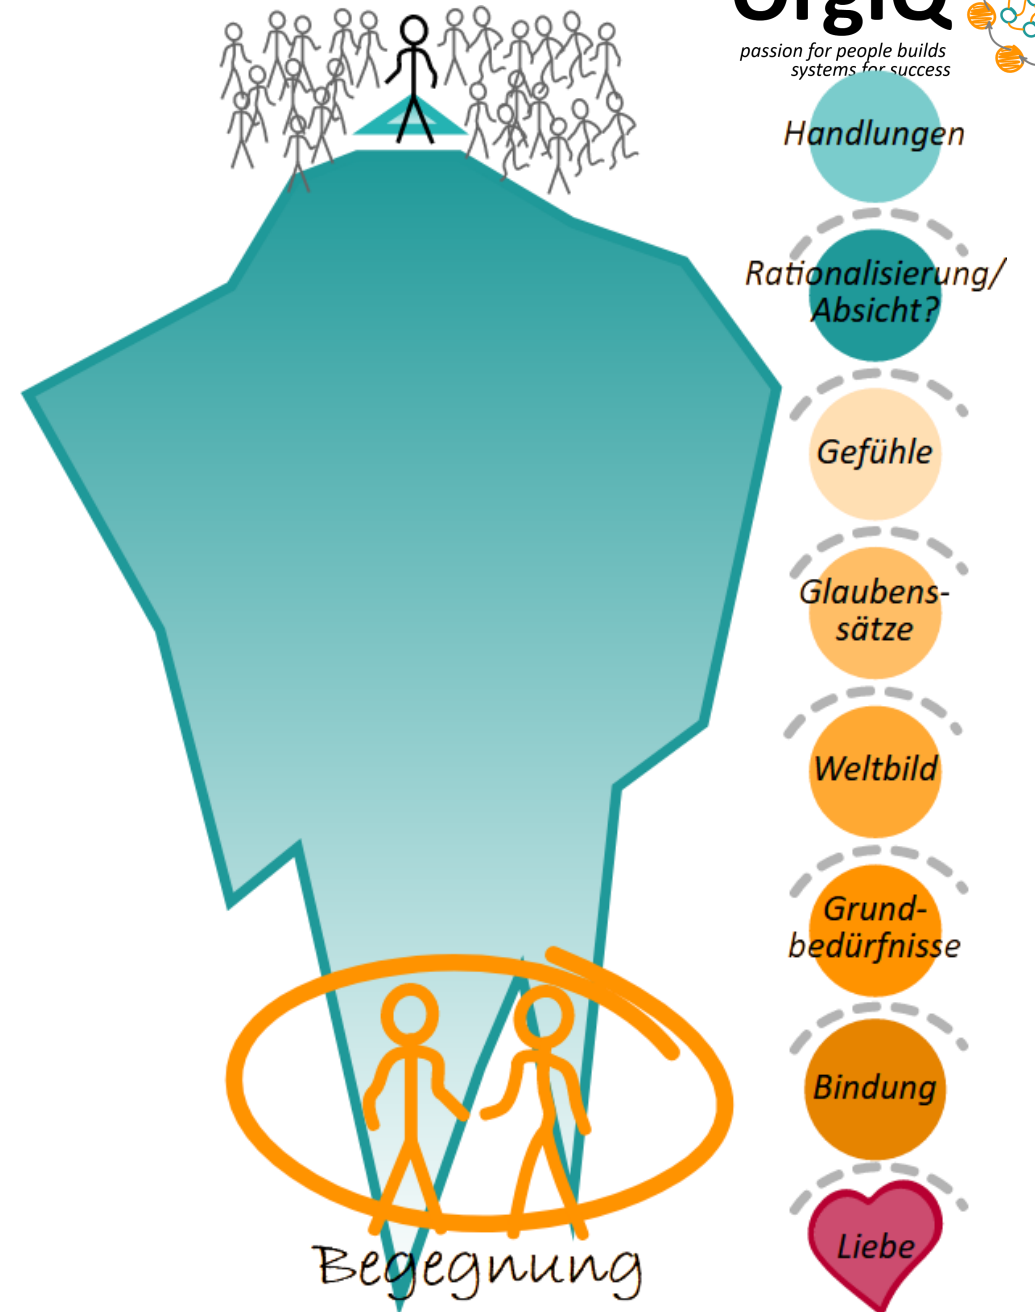 OrgIQ
passion for people builds
systems for success
Handlungen
Rationalisierung/
Absicht?
Gefühle
Glaubens-
sätze
Weltbild
Grund-
bedürfnisse
Bindung
Liebe
Begegnung